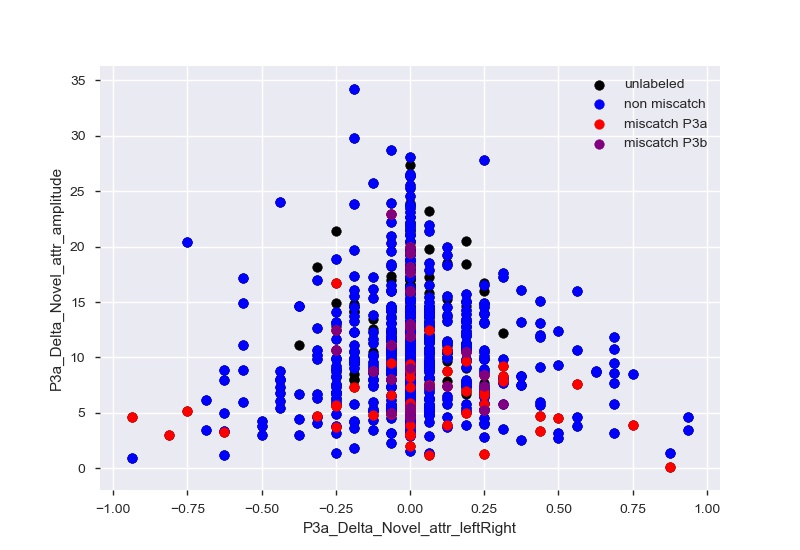 35
30
25
20
15
10
5
0
P3a_Delta_Novel_attr_amplitude
unlabeled
non miscatch
miscatch P3a
miscatch P3b
−1.00 −0.75 −0.50 −0.25 0.00 0.25 0.50 0.75 1.00
P3a_Delta_Novel_attr_leftRight